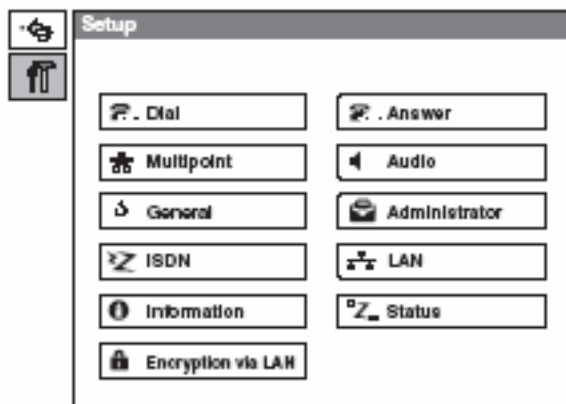 Setup
Dial
Answer
Multipoint
Audio
General
Administrator
ISDN
LAN
Information
Status
Encryption via LAN